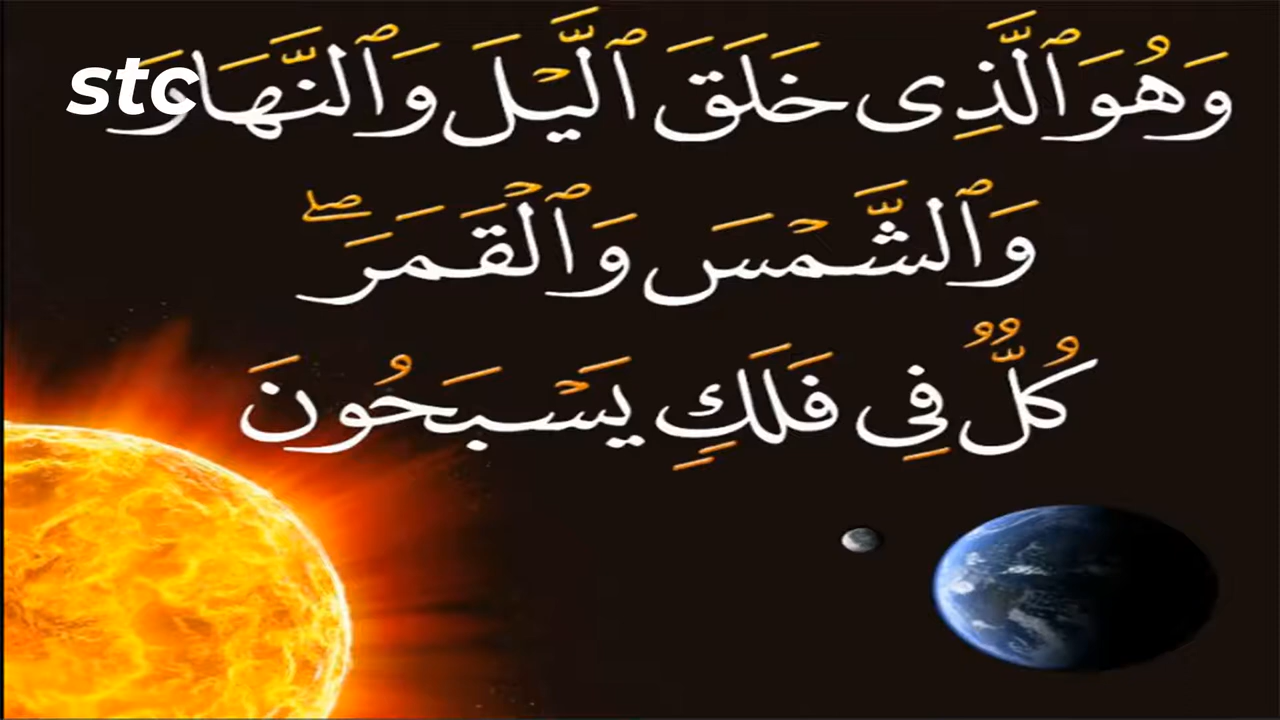 stc
وَهُوَ ٱلَّذِى خَلَقَ ٱلَّيْلَ وَٱلنَّهَارَ
وَٱلشَّمْسَ وَٱلْقَمَرَ ۖ
كُلٌّ فِى فَلَكٍ يَسْبَحُونَ